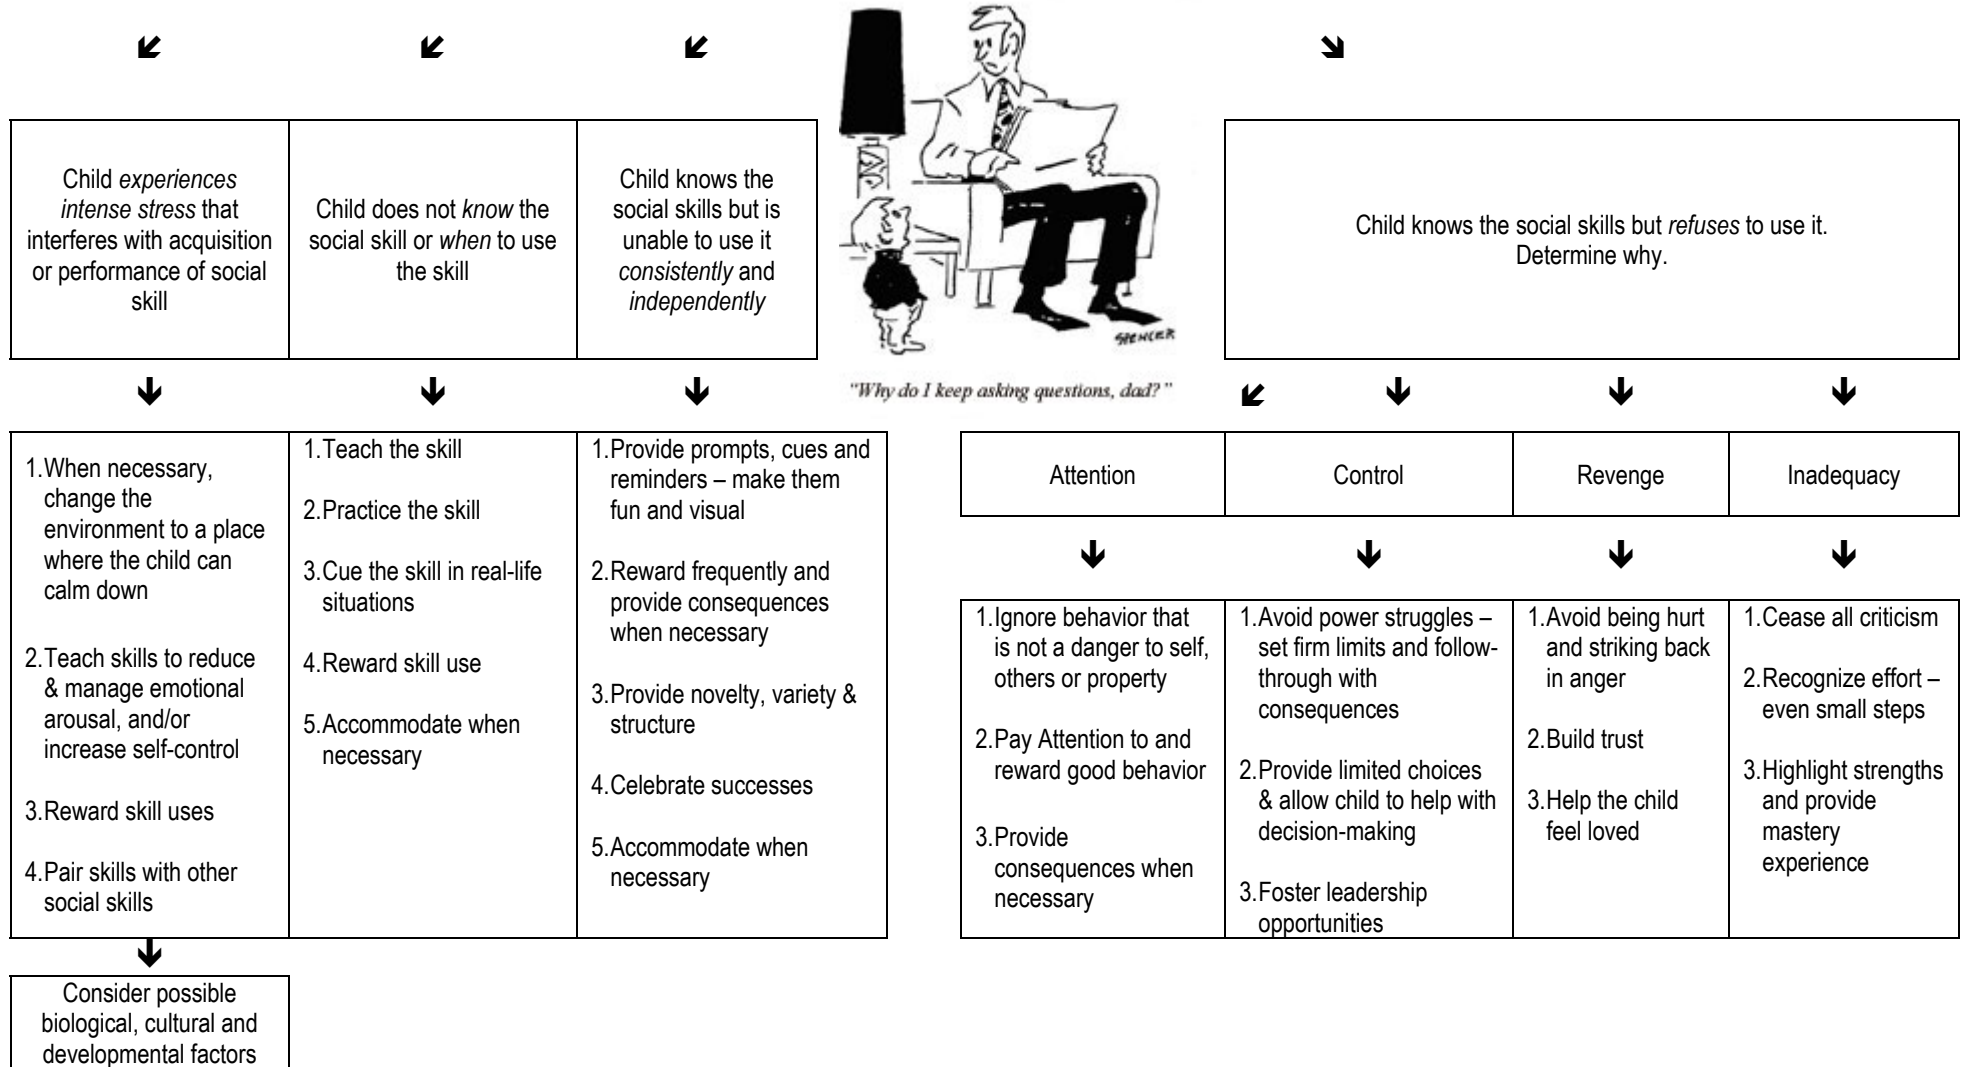 Child experiences
intense stress that
interferes with acquisition
or performance of social
skill
Child does not know the
social skill or when to use
the skill
Child knows the
social skills but is
unable to use it
consistently and
independently
SPENCER
"Why do I keep asking questions, dad?"
Child knows the social skills but refuses to use it.
Determine why.
1.When necessary,
change the
environment to a place
where the child can
calm down
2.Teach skills to reduce
& manage emotional
arousal, and/or
increase self-control
3.Reward skill uses
4.Pair skills with other
social skills
1.Teach the skill
2.Practice the skill
3.Cue the skill in real-life
situations
4.Reward skill use
5.Accommodate when
necessary
1.Provide prompts, cues and
reminders – make them
fun and visual
2.Reward frequently and
provide consequences
when necessary
3.Provide novelty, variety &
structure
4.Celebrate successes
5.Accommodate when
necessary
Attention
Control
Revenge
Inadequacy
1.Ignore behavior that
is not a danger to self,
others or property
2.Pay Attention to and
reward good behavior
3.Provide
consequences when
necessary
1.Avoid power struggles –
set firm limits and follow-
through with
consequences
2.Provide limited choices
& allow child to help with
decision-making
3.Foster leadership
opportunities
1.Avoid being hurt
and striking back
in anger
2.Build trust
3.Help the child
feel loved
1.Cease all criticism
2.Recognize effort –
even small steps
3.Highlight strengths
and provide
mastery
experience
Consider possible
biological, cultural and
developmental factors